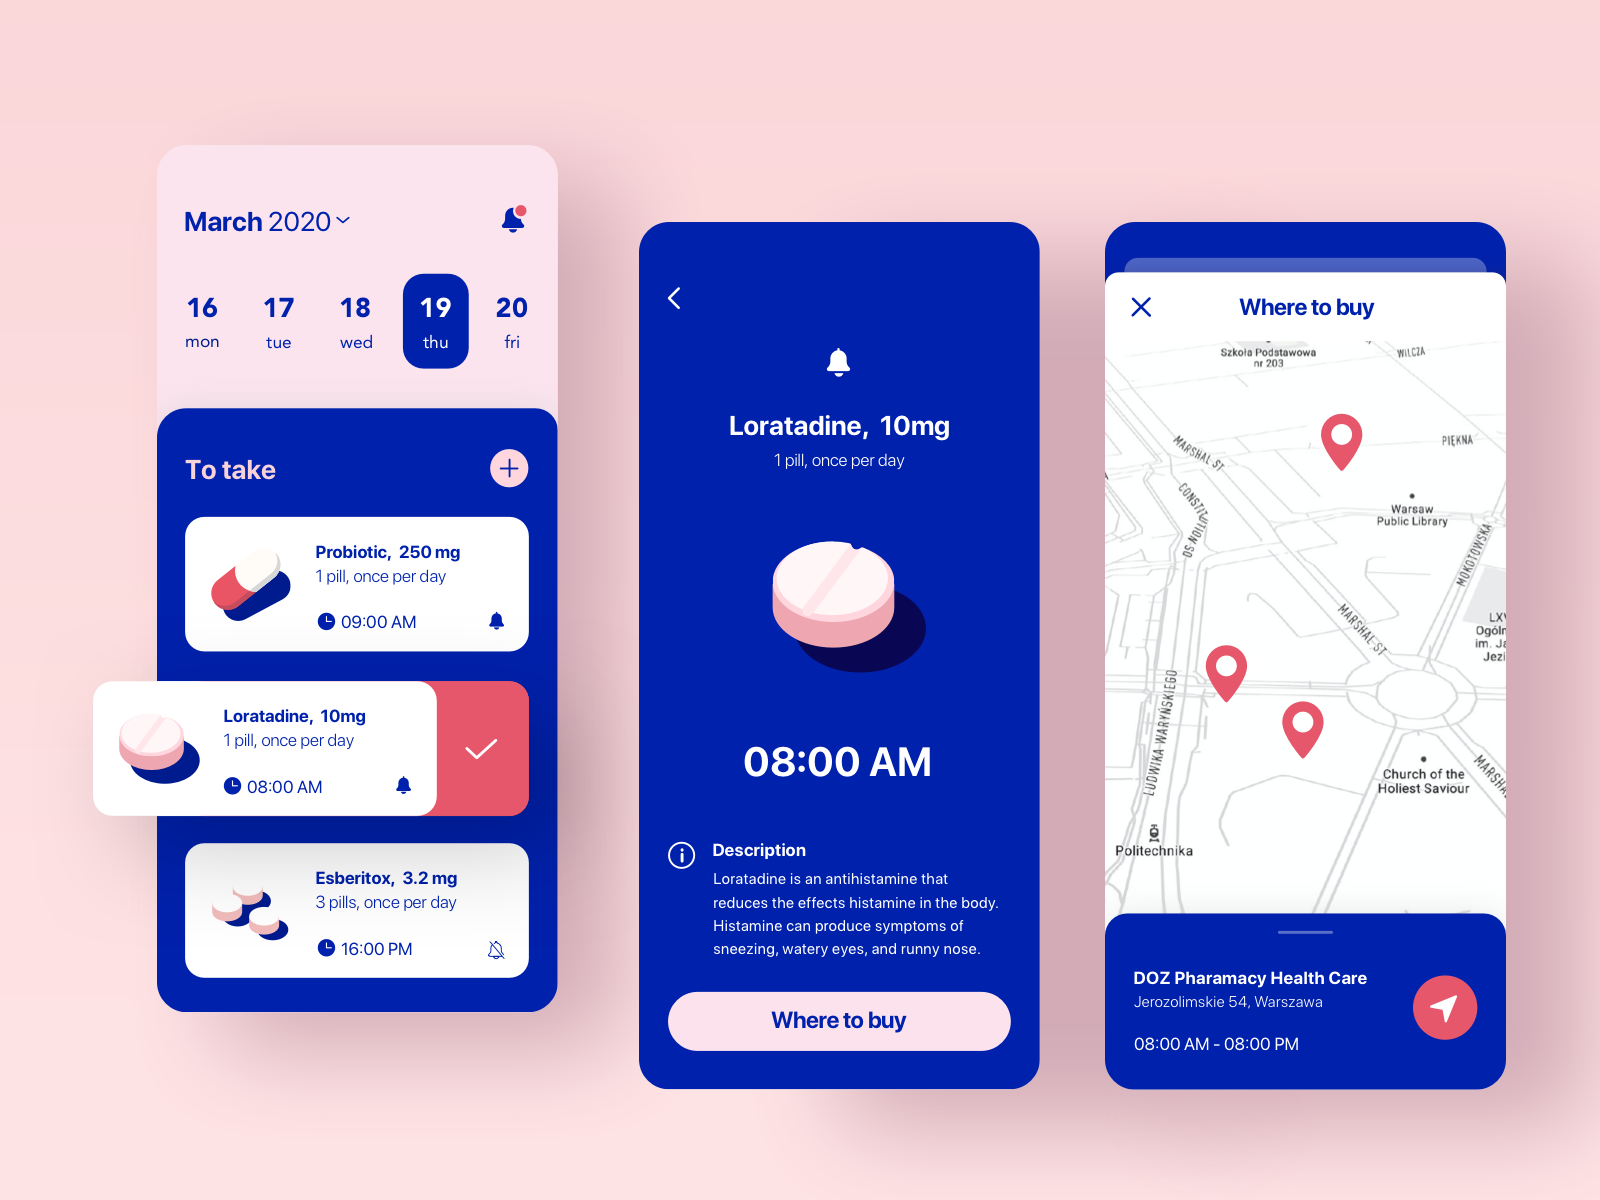 March 2020
16 17 18 19 20
mon tue wed thu fri
To take
Probiotic, 250 mg
1 pill, once per day
09:00 AM
Loratadine, 10mg
1 pill, once per day
08:00 AM
Esberitox, 3.2 mg
3 pills, once per day
16:00 PM
Loratadine, 10mg
1 pill, once per day
08:00 AM
Description
Loratadine is an antihistamine that
reduces the effects histamine in the body.
Histamine can produce symptoms of
sneezing, watery eyes, and runny nose.
Where to buy
Where to buy
Szkoła Podstawowa
nr 203
WILCZA
PIĘKNA
MARSHAL ST
CONSTIT
Warsaw
Public Library
MOKOTOWSKA
MARSHAL ST
LXV
Ogóln
im. Ja
Jezi
LUDWIKA WARYŃSKIEGO
Church of the
Holiest Saviour
MARSHA
Politechnika
DOZ Pharamacy Health Care
Jerozolimskie 54, Warszawa
08:00 AM - 08:00 PM